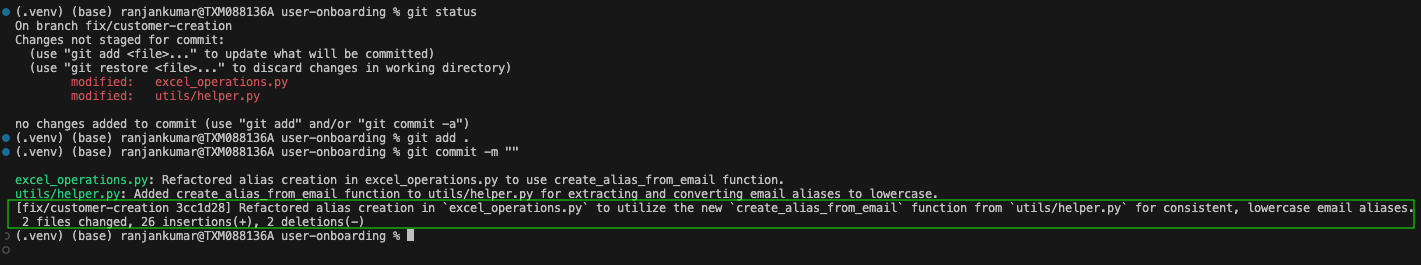 (.venv) (base) ranjankumar@TXM088136A user-onboarding % git status
On branch fix/customer-creation
Changes not staged for commit:
  (use "git add <file>..." to update what will be committed)
  (use "git restore <file>..." to discard changes in working directory)
        modified:   excel_operations.py
        modified:   utils/helper.py

no changes added to commit (use "git add" and/or "git commit -a")
(.venv) (base) ranjankumar@TXM088136A user-onboarding % git add .
(.venv) (base) ranjankumar@TXM088136A user-onboarding % git commit -m ""

excel_operations.py: Refactored alias creation in excel_operations.py to use create_alias_from_email function.
utils/helper.py: Added create_alias_from_email function to utils/helper.py for extracting and converting email aliases to lowercase.
[fix/customer-creation 3cc1d28] Refactored alias creation in `excel_operations.py` to utilize the new `create_alias_from_email` function from `utils/helper.py` for consistent, lowercase email aliases.
 2 files changed, 26 insertions(+), 2 deletions(-)
(.venv) (base) ranjankumar@TXM088136A user-onboarding %